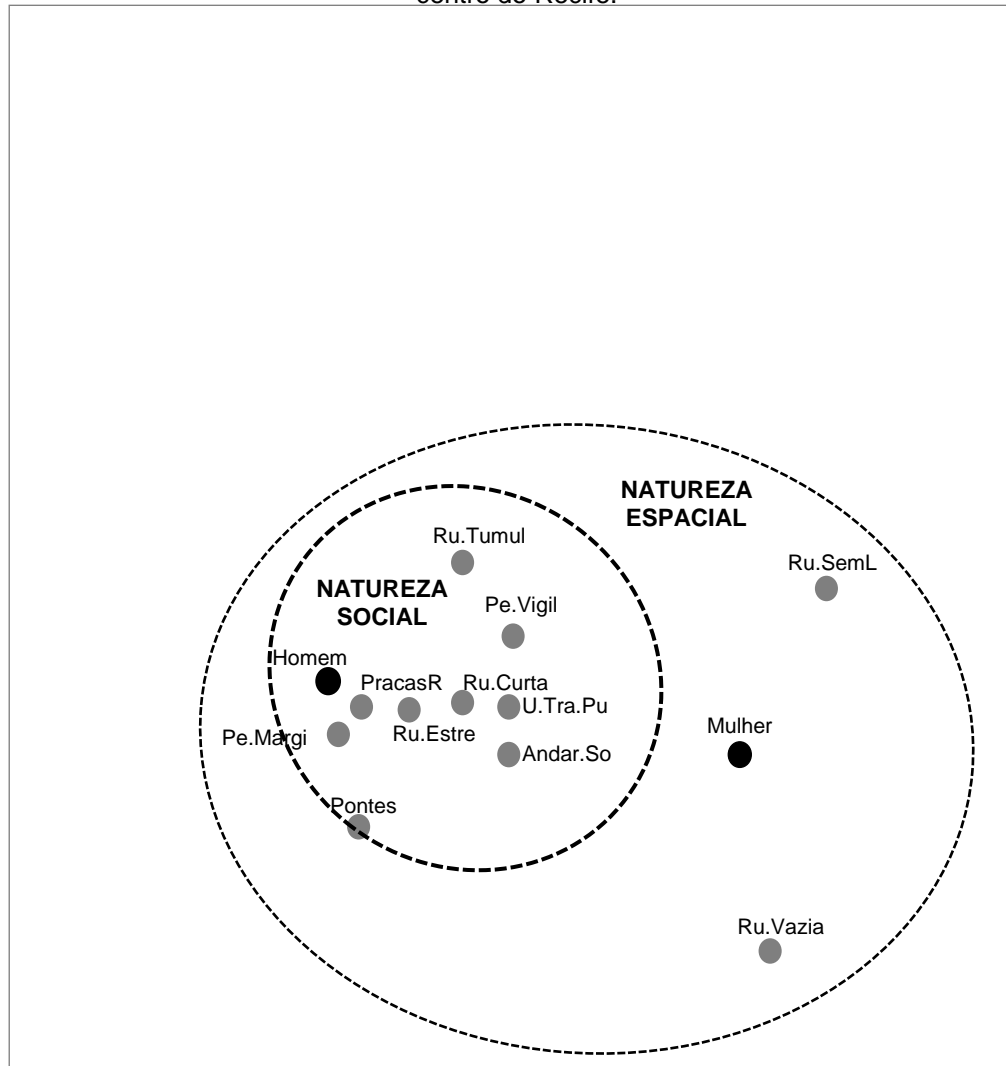 NATUREZA
ESPACIAL
Ru.Tumul
Ru.SemL
NATUREZA
SOCIAL
Pe.Vigil
Homem
PracasR
Ru.Curta
U.Tra.Pu
Pe.Margi
Ru.Estre
Mulher
Andar.So
Pontes
Ru.Vazia